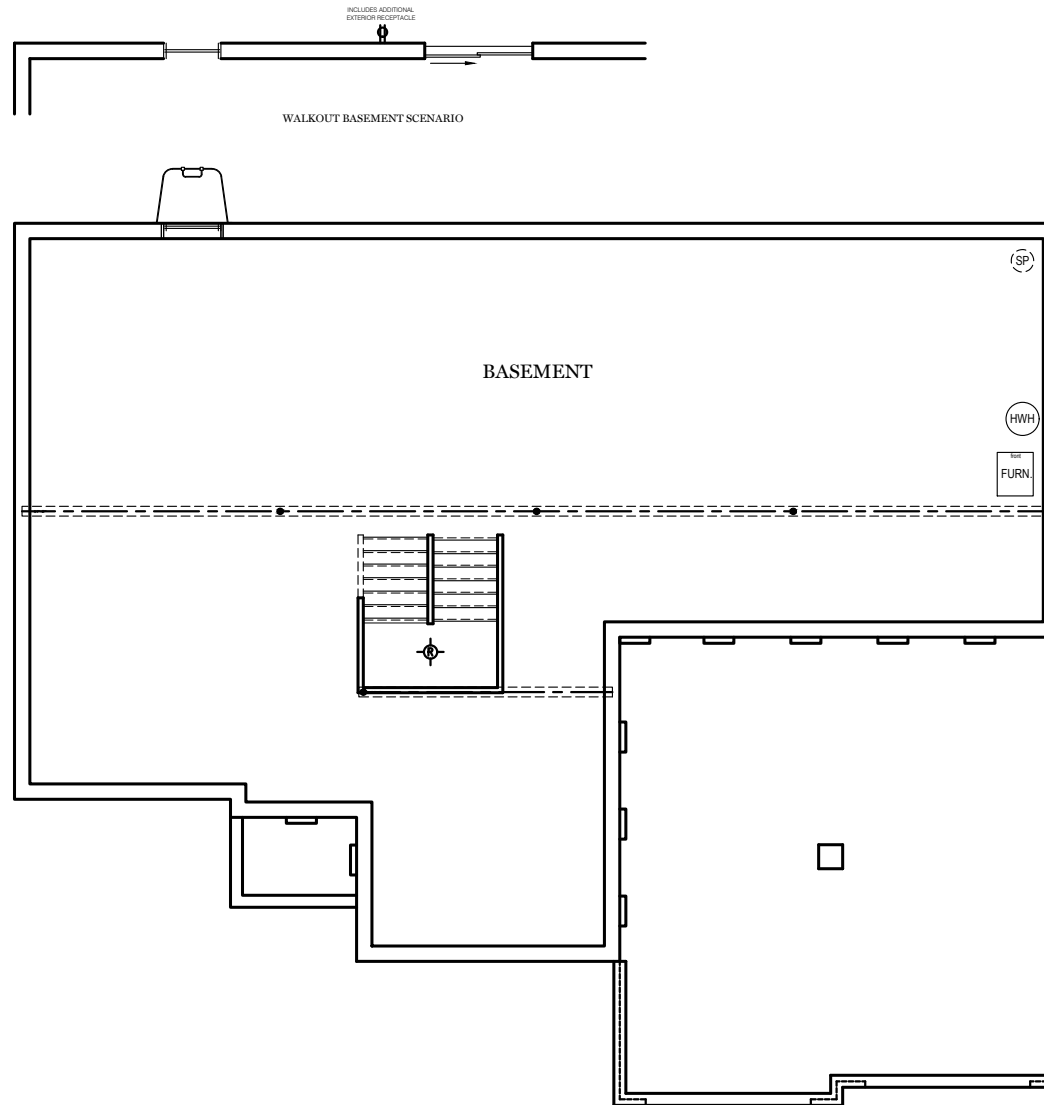 INCLUDES ADDITIONAL
EXTERIOR RECEPTACLE
WALKOUT BASEMENT SCENARIO
SP
BASEMENT
HWH
front
FURN.
R